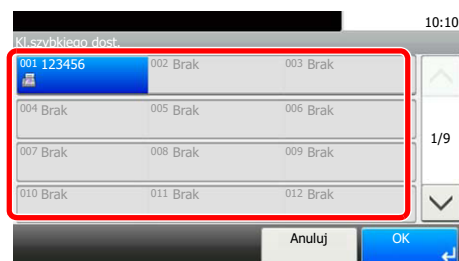 10:10
Kl.szybkiego dost.
001 123456 002 Brak 003 Brak
004 Brak 005 Brak 006 Brak
1/9
007 Brak 008 Brak 009 Brak
010 Brak 011 Brak 012 Brak
Anuluj OK